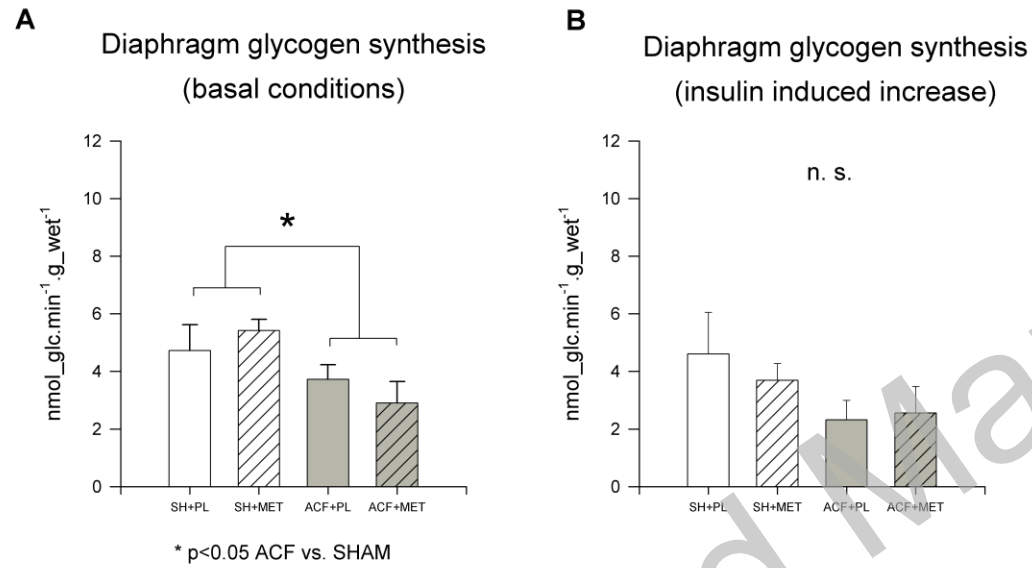 A
Diaphragm glycogen synthesis
(basal conditions)
12
10
8
6
4
2
0
nmol_glc.min⁻¹.g_wet⁻¹
*
SH+PL
SH+MET
ACF+PL
ACF+MET
* p<0.05 ACF vs. SHAM
B
Diaphragm glycogen synthesis
(insulin induced increase)
12
10
8
6
4
2
0
nmol_glc.min⁻¹.g_wet⁻¹
n. s.
SH+PL
SH+MET
ACF+PL
ACF+MET